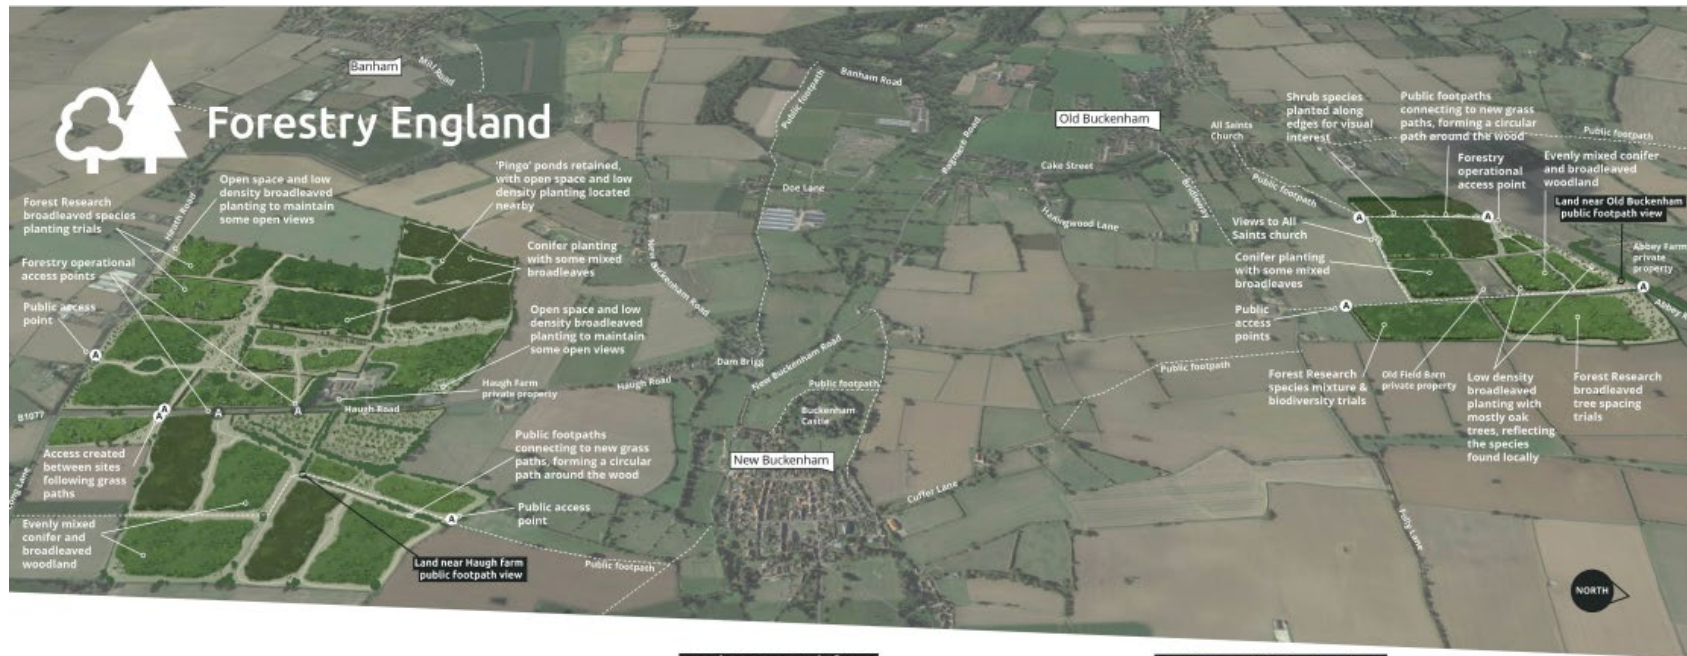 Banham
Mill Road
Forestry England
Heath Road
Forest Research
broadleaved species
planting trials
Open space and low
density broadleaved
planting to maintain
some open views
'Pingo' ponds retained,
with open space and low
density planting located
nearby
Forestry operational
access points
Public access
point
Conifer planting
with some mixed
broadleaves
Open space and low
density broadleaved
planting to maintain
some open views
Haugh Farm
private property
Haugh Road
Haugh Road
B1077
A
A
A
A
A
Access created
between sites
following grass
paths
Long Lane
Evenly mixed
conifer and
broadleaved
woodland
Public footpaths
connecting to new grass
paths, forming a circular
path around the wood
A
Public access
point
Land near Haugh farm
public footpath view
Public footpath
Public footpath
Banham Road
Ragmere Road
Doe Lane
New Buckenham Road
Dam Brigg
New Buckenham Road
Public footpath
Buckenham
Castle
New Buckenham
Cuffer Lane
Old Buckenham
All Saints
Church
Cake Street
Bridleway
Harlingwood Lane
Public footpath
Shrub species
planted along
edges for visual
interest
Public footpaths
connecting to new grass
paths, forming a circular
path around the wood
Public footpath
Forestry
operational
access point
Evenly mixed conifer
and broadleaved
woodland
Land near Old Buckenham
public footpath view
Views to All
Saints church
A
A
Abbey Farm
private
property
Conifer planting
with some mixed
broadleaves
A
A
Public
access
points
Public footpath
Forest Research
species mixture &
biodiversity trials
Old Field Barn
private property
Low density
broadleaved
planting with
mostly oak
trees, reflecting
the species
found locally
Forest Research
broadleaved
tree spacing
trials
Folly Lane
NORTH